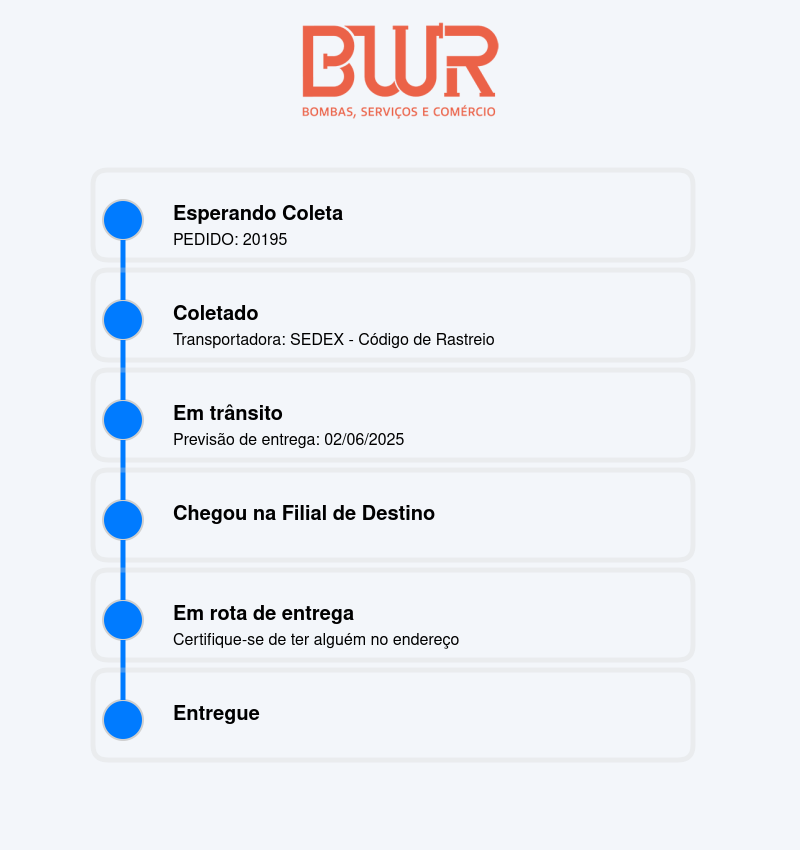 BWR
BOMBAS, SERVIÇOS E COMÉRCIO
Esperando Coleta
PEDIDO: 20195
Coletado
Transportadora: SEDEX - Código de Rastreio
Em trânsito
Previsão de entrega: 02/06/2025
Chegou na Filial de Destino
Em rota de entrega
Certifique-se de ter alguém no endereço
Entregue